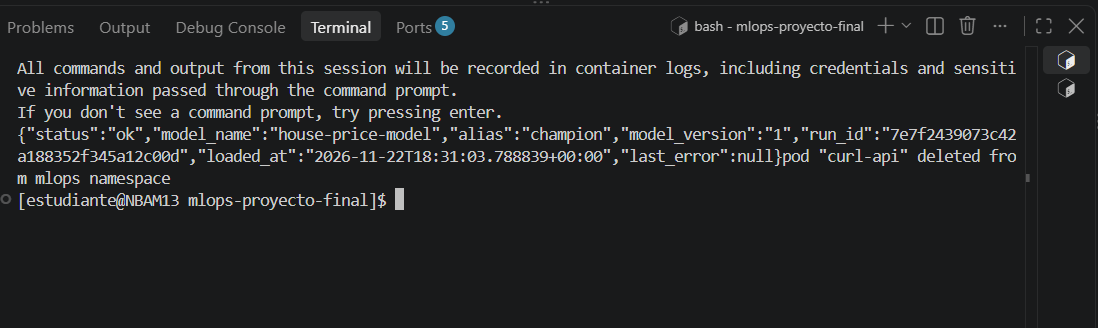 Problems Output Debug Console Terminal Ports 5 bash - mlops-proyecto-final
All commands and output from this session will be recorded in container logs, including credentials and sensiti
ve information passed through the command prompt.
If you don't see a command prompt, try pressing enter.
{"status":"ok","model_name":"house-price-model","alias":"champion","model_version":"1","run_id":"7e7f2439073c42
a188352f345a12c00d","loaded_at":"2026-11-22T18:31:03.788839+00:00","last_error":null}pod "curl-api" deleted fro
m mlops namespace
[estudiante@NBAM13 mlops-proyecto-final]$